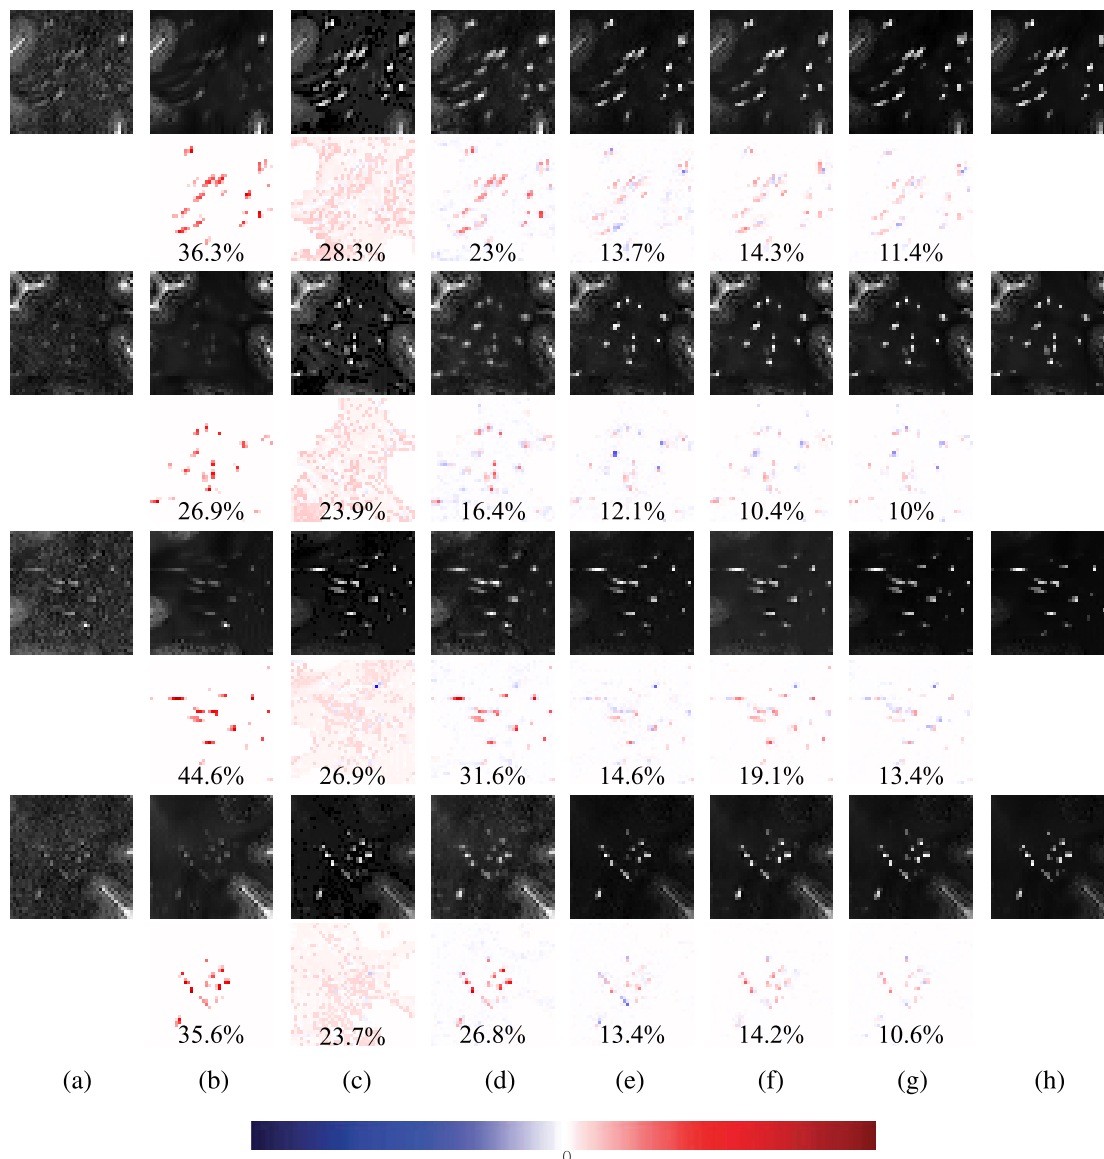 36.3% 28.3% 23% 13.7% 14.3% 11.4%
26.9% 23.9% 16.4% 12.1% 10.4% 10%
44.6% 26.9% 31.6% 14.6% 19.1% 13.4%
35.6% 23.7% 26.8% 13.4% 14.2% 10.6%
(a) (b) (c) (d) (e) (f) (g) (h)
0